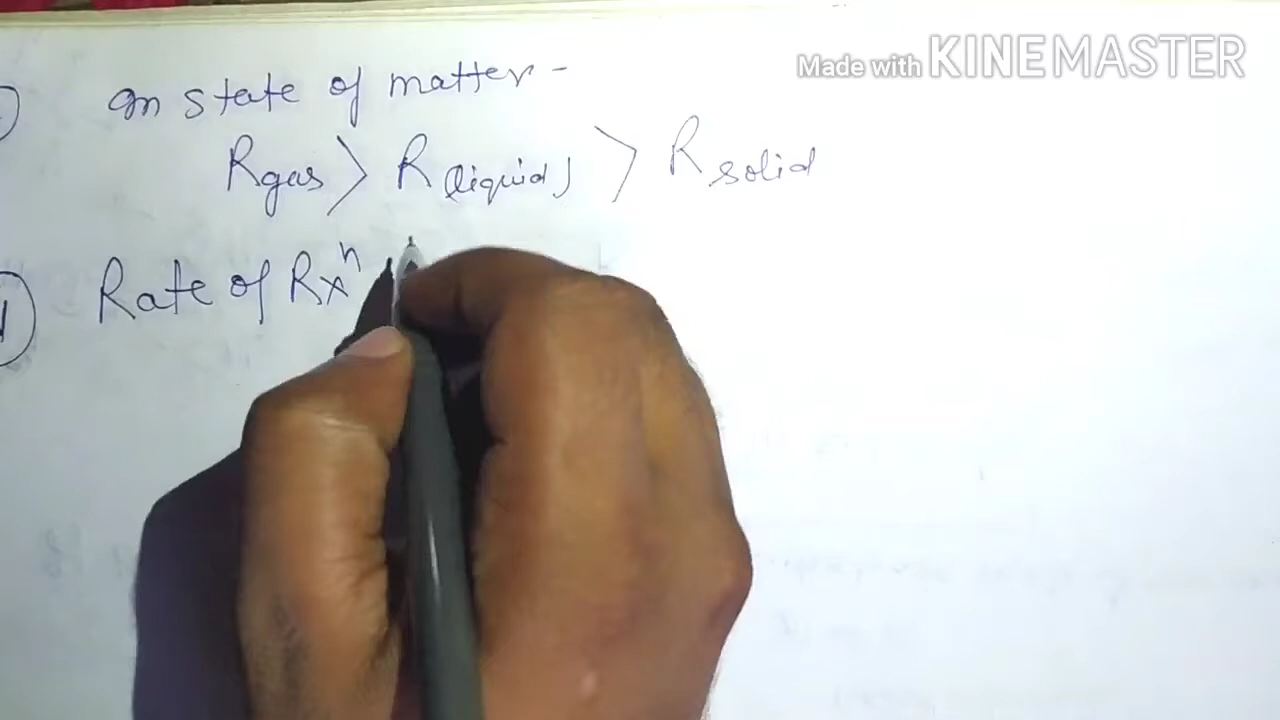 Made with KINEMASTER
on state of matter -
Rgas > R(liquid) > Rsolid
Rate of Rxⁿ